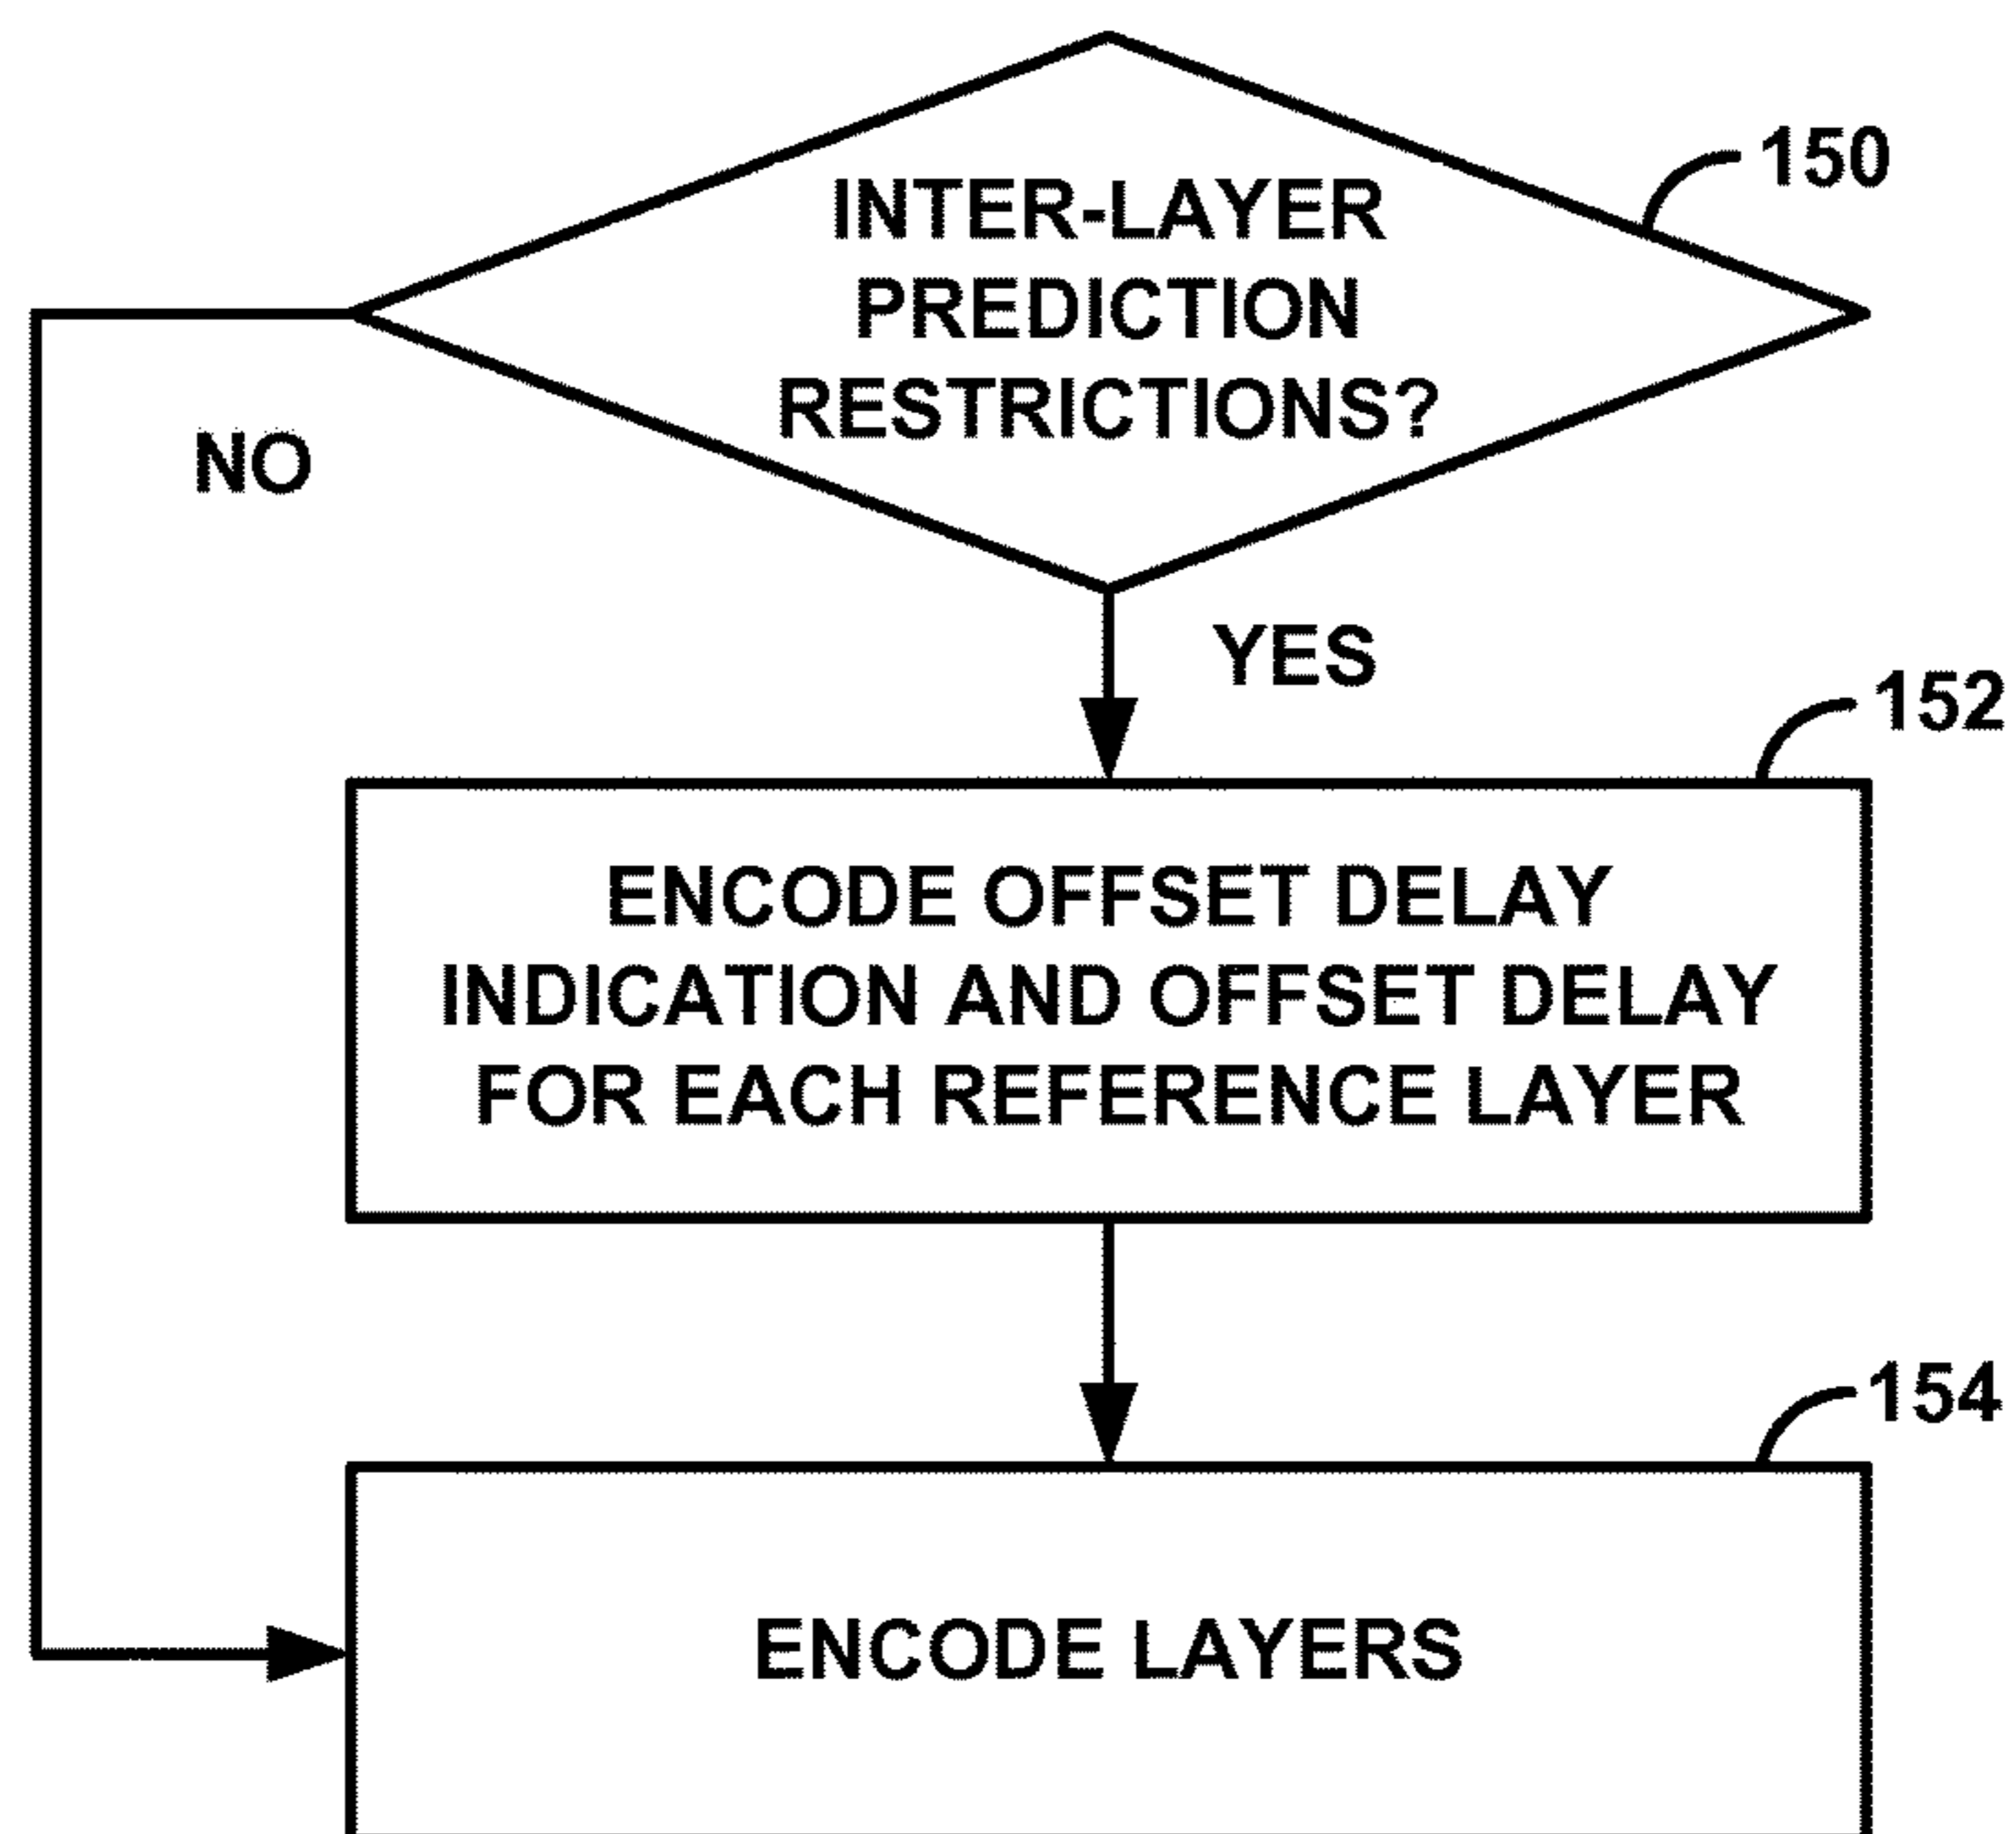 INTER-LAYER
PREDICTION
RESTRICTIONS?
150
NO
YES
152
ENCODE OFFSET DELAY
INDICATION AND OFFSET DELAY
FOR EACH REFERENCE LAYER
154
ENCODE LAYERS